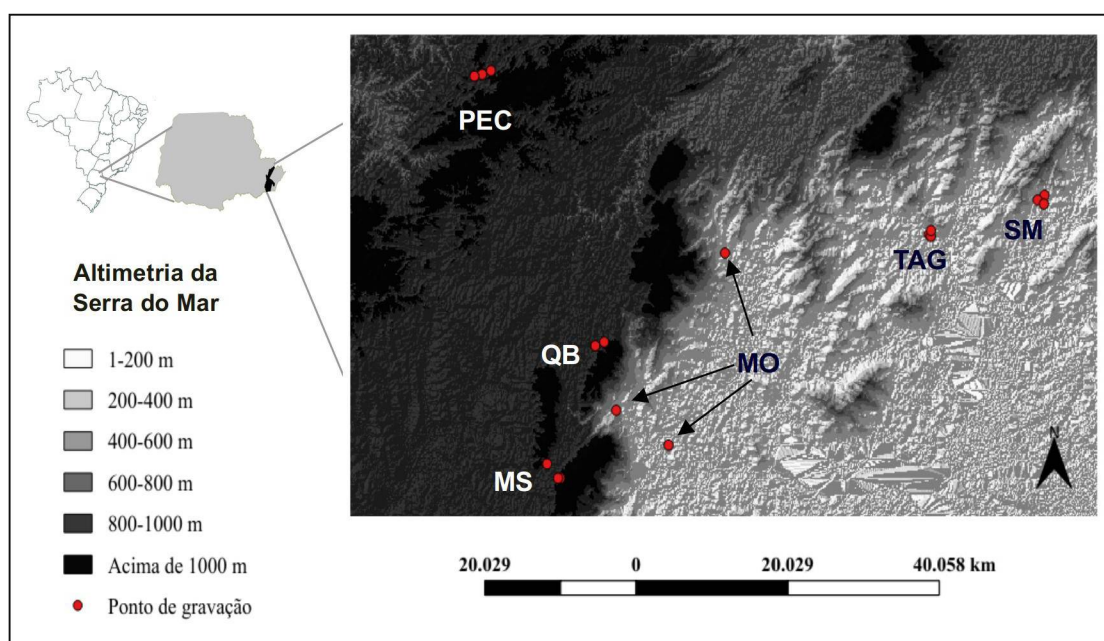 Altimetria da
Serra do Mar
1-200 m
200-400 m
400-600 m
600-800 m
800-1000 m
Acima de 1000 m
Ponto de gravação
PEC
SM
TAG
QB
MO
MS
N
20.029 0 20.029 40.058 km